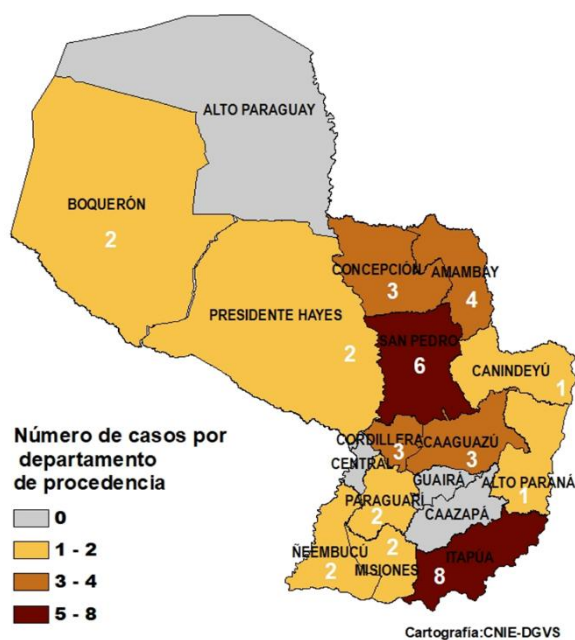 ALTO PARAGUAY
BOQUERÓN
2
CONCEPCIÓN
3
AMAMBAY
4
PRESIDENTE HAYES
2
SAN PEDRO
6
CANINDEYÚ
1
CORDILLERA
3
CAAGUAZÚ
3
CENTRAL
GUAIRÁ
ALTO PARANÁ
1
PARAGUARÍ
2
CAAZAPÁ
ÑEEMBUCÚ
2
MISIONES
2
ITAPÚA
8
Número de casos por
departamento
de procedencia
0
1 - 2
3 - 4
5 - 8
Cartografía:CNIE-DGVS